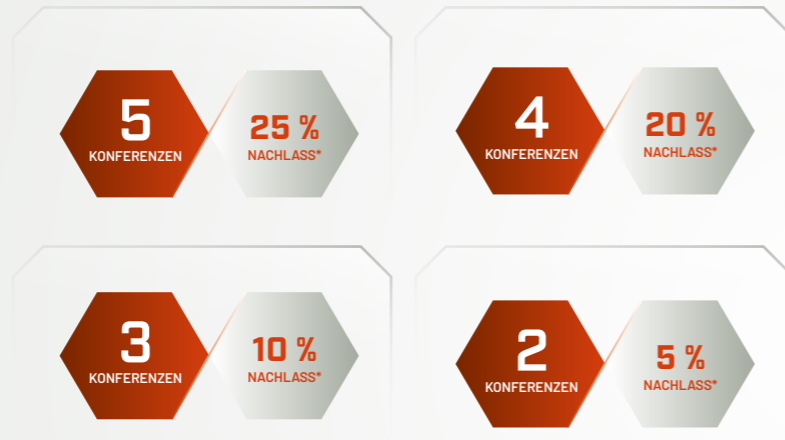 5
KONFERENZEN
25 %
NACHLASS*
4
KONFERENZEN
20 %
NACHLASS*
3
KONFERENZEN
10 %
NACHLASS*
2
KONFERENZEN
5 %
NACHLASS*